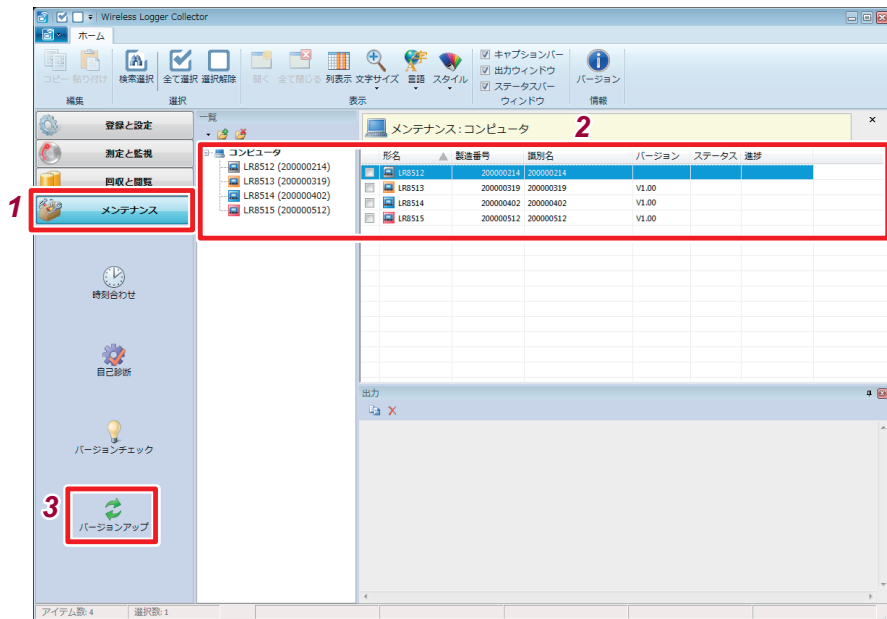 Wireless Logger Collector
ホーム
コピー 貼り付け 検索選択 全て選択 選択解除 開く 全て閉じる 列表示 文字サイズ 言語 スタイル
キャプションバー
出力ウィンドウ
ステータスバー
バージョン
編集 選択 表示 ウィンドウ 情報
登録と設定
測定と監視
回収と閲覧
1 メンテナンス
時刻合わせ
自己診断
バージョンチェック
3 バージョンアップ
一覧
コンピュータ
LR8512 (200000214)
LR8513 (200000319)
LR8514 (200000402)
LR8515 (200000512)
メンテナンス:コンピュータ 2
形名 製造番号 識別名 バージョン ステータス 進捗
LR8512 200000214 200000214
LR8513 200000319 200000319 V1.00
LR8514 200000402 200000402 V1.00
LR8515 200000512 200000512 V1.00
出力
アイテム数: 4 選択数: 1